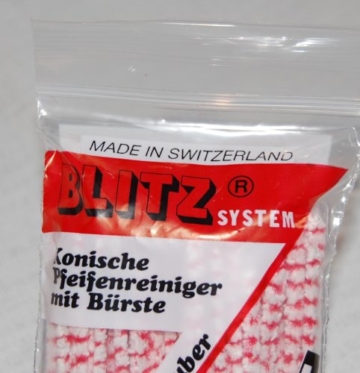 MADE IN SWITZERLAND
BLITZ®
SYSTEM
Konische
Pfeifenreiniger
mit Bürste